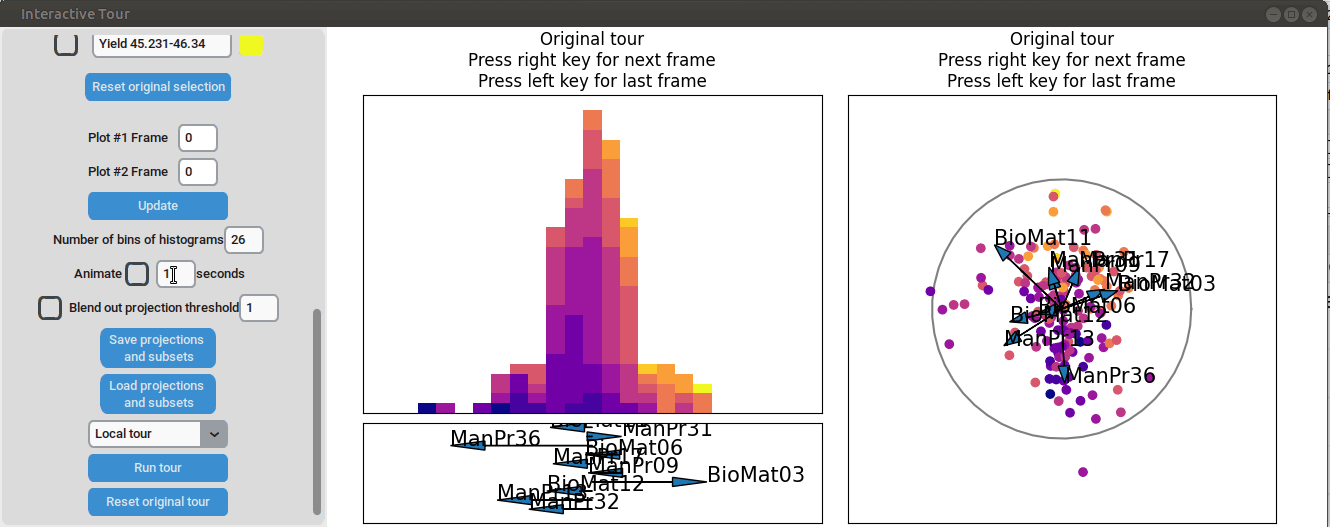 Interactive Tour
Yield 45.231-46.34
Reset original selection
Plot #1 Frame 0
Plot #2 Frame 0
Update
Number of bins of histograms 26
Animate 1 seconds
Blend out projection threshold 1
Save projections
and subsets
Load projections
and subsets
Local tour
Run tour
Reset original tour
Original tour
Press right key for next frame
Press left key for last frame
ManPr31
ManPr36
BioMat06
ManPr09
BioMat03
BioMat12
ManPr32
Original tour
Press right key for next frame
Press left key for last frame
BioMat11
ManPr17
ManPr32
BioMat03
BioMat06
BioMat12
ManPr13
ManPr36